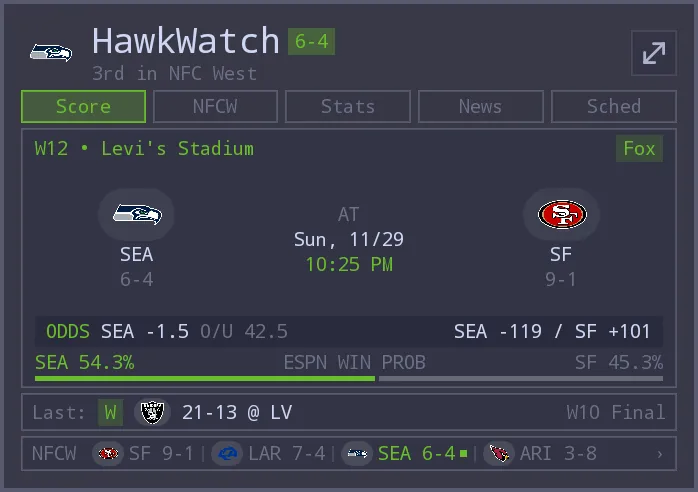 HawkWatch 6-4
3rd in NFC West
Score NFCW Stats News Sched
W12 • Levi's Stadium Fox
AT
Sun, 11/29
10:25 PM
SEA SF
6-4 9-1
ODDS SEA -1.5 O/U 42.5 SEA -119 / SF +101
SEA 54.3% ESPN WIN PROB SF 45.3%
Last: W 21-13 @ LV W10 Final
NFCW SF 9-1 | LAR 7-4 | SEA 6-4 | ARI 3-8 ›